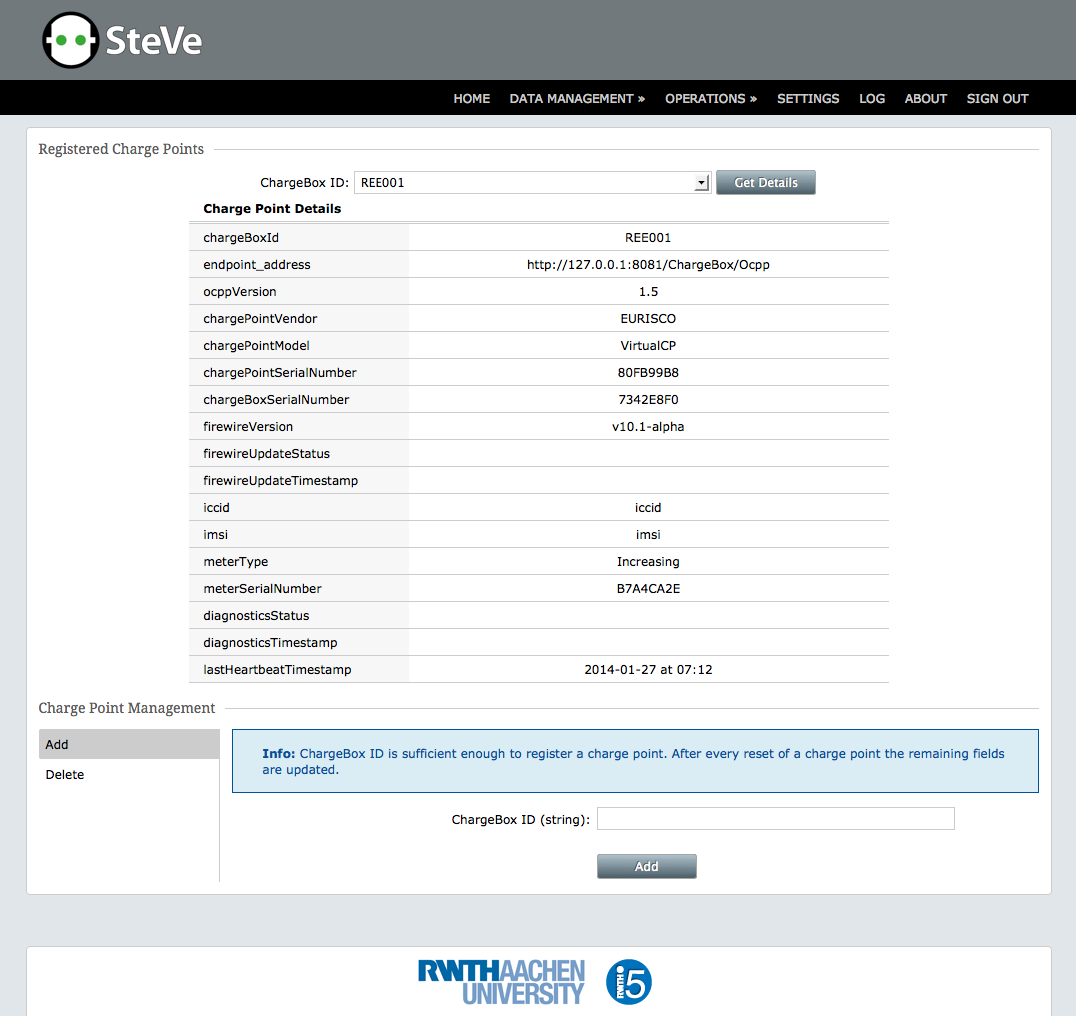 SteVe
HOME DATA MANAGEMENT » OPERATIONS » SETTINGS LOG ABOUT SIGN OUT
Registered Charge Points
ChargeBox ID: REE001 Get Details
Charge Point Details
chargeBoxId REE001
endpoint_address http://127.0.0.1:8081/ChargeBox/Ocpp
ocppVersion 1.5
chargePointVendor EURISCO
chargePointModel VirtualCP
chargePointSerialNumber 80FB99B8
chargeBoxSerialNumber 7342E8F0
firewireVersion v10.1-alpha
firewireUpdateStatus
firewireUpdateTimestamp
iccid iccid
imsi imsi
meterType Increasing
meterSerialNumber B7A4CA2E
diagnosticsStatus
diagnosticsTimestamp
lastHeartbeatTimestamp 2014-01-27 at 07:12
Charge Point Management
Add
Delete
Info: ChargeBox ID is sufficient enough to register a charge point. After every reset of a charge point the remaining fields
are updated.
ChargeBox ID (string):
Add
RWTHAACHEN
UNIVERSITY
RWTH i5